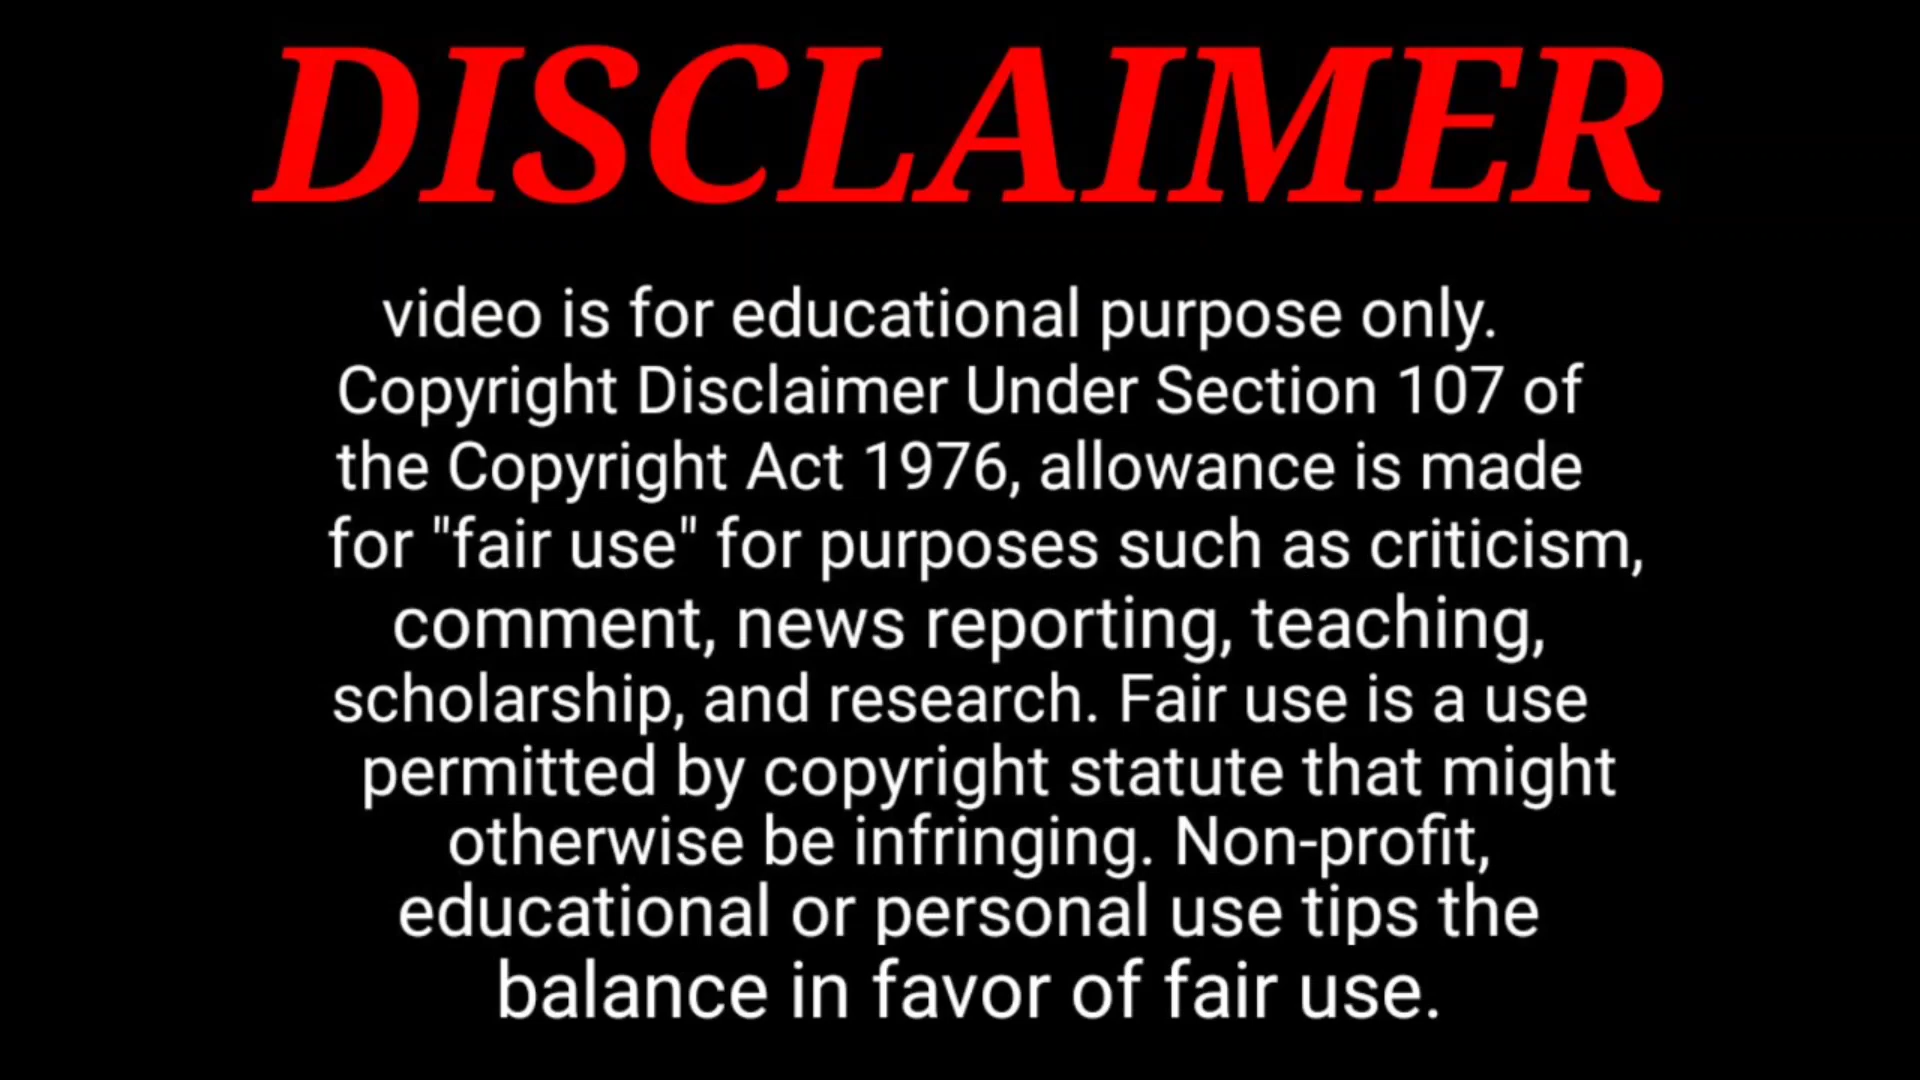 DISCLAIMER
video is for educational purpose only.
Copyright Disclaimer Under Section 107 of
the Copyright Act 1976, allowance is made
for "fair use" for purposes such as criticism,
comment, news reporting, teaching,
scholarship, and research. Fair use is a use
permitted by copyright statute that might
otherwise be infringing. Non-profit,
educational or personal use tips the
balance in favor of fair use.